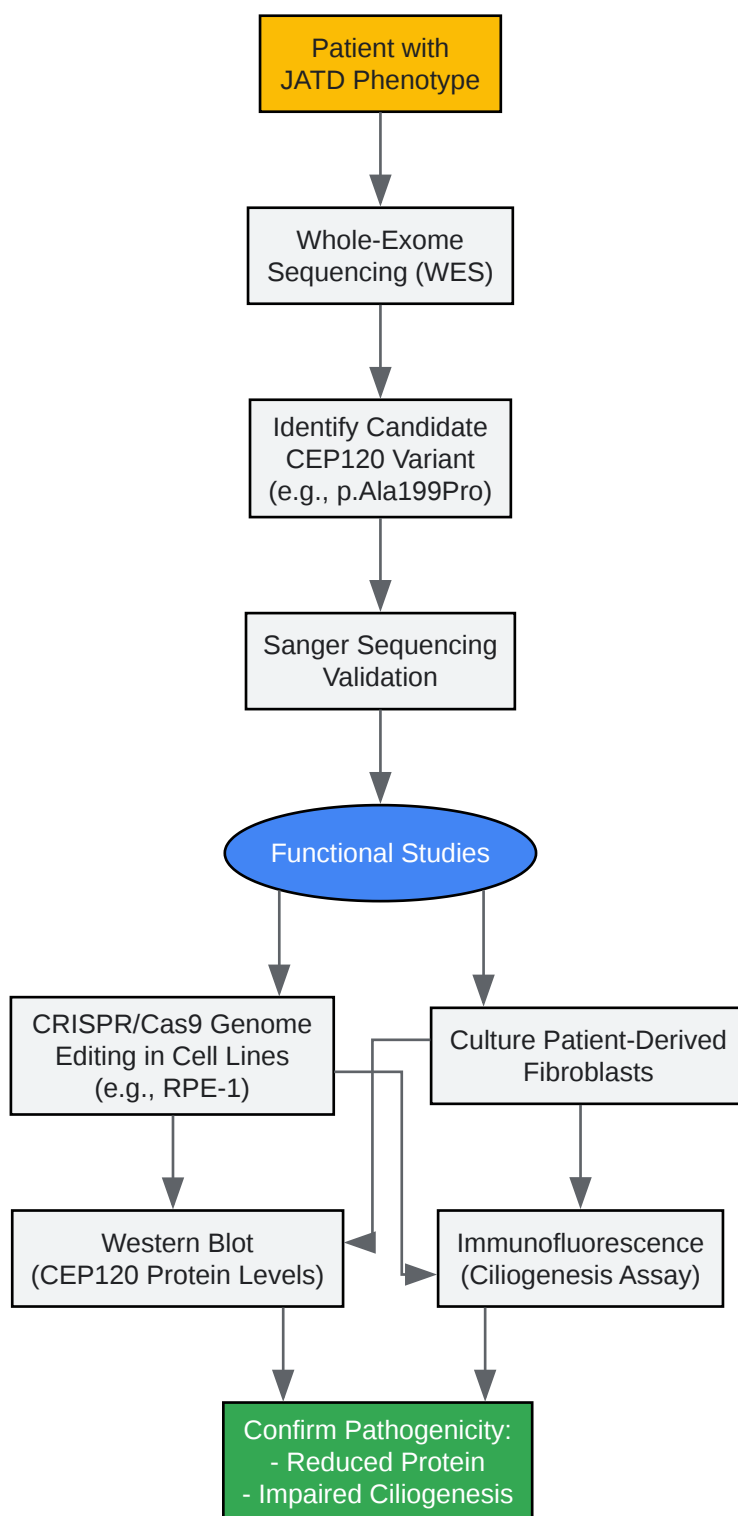 Patient with
JATD Phenotype
Whole-Exome
Sequencing (WES)
Identify Candidate
CEP120 Variant
(e.g., p.Ala199Pro)
Sanger Sequencing
Validation
Functional Studies
CRISPR/Cas9 Genome
Editing in Cell Lines
(e.g., RPE-1)
Culture Patient-Derived
Fibroblasts
Western Blot
(CEP120 Protein Levels)
Immunofluorescence
(Ciliogenesis Assay)
Confirm Pathogenicity:
- Reduced Protein
- Impaired Ciliogenesis